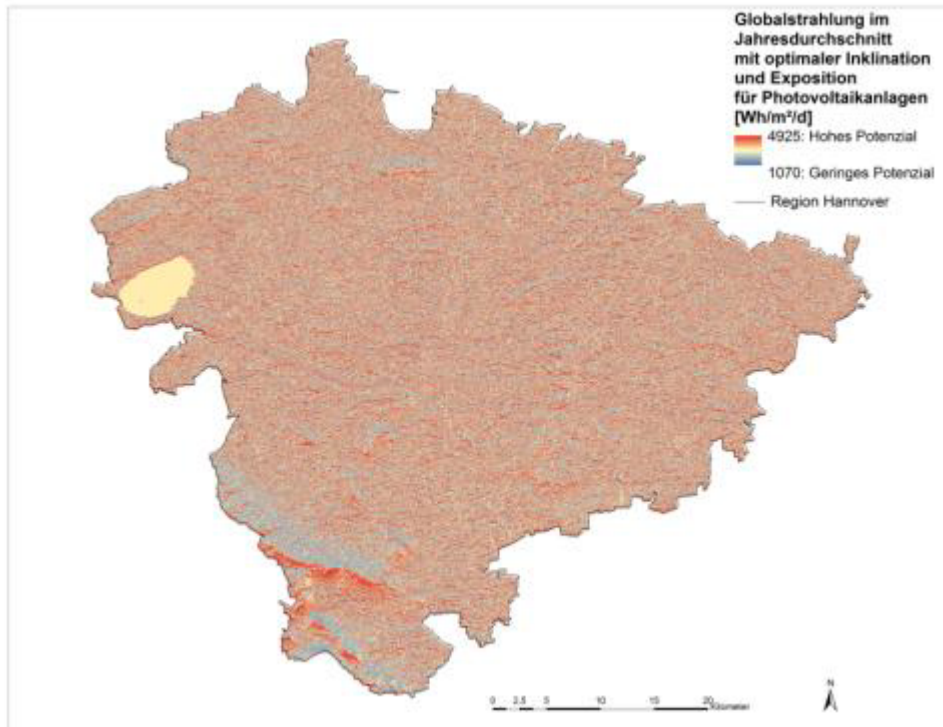 Globalstrahlung im
Jahresdurchschnitt
mit optimaler Inklination
und Exposition
für Photovoltaikanlagen
[Wh/m²/d]
4925: Hohes Potenzial
1070: Geringes Potenzial
Region Hannover
N
0 2,5 5 10 15 20
Kilometer